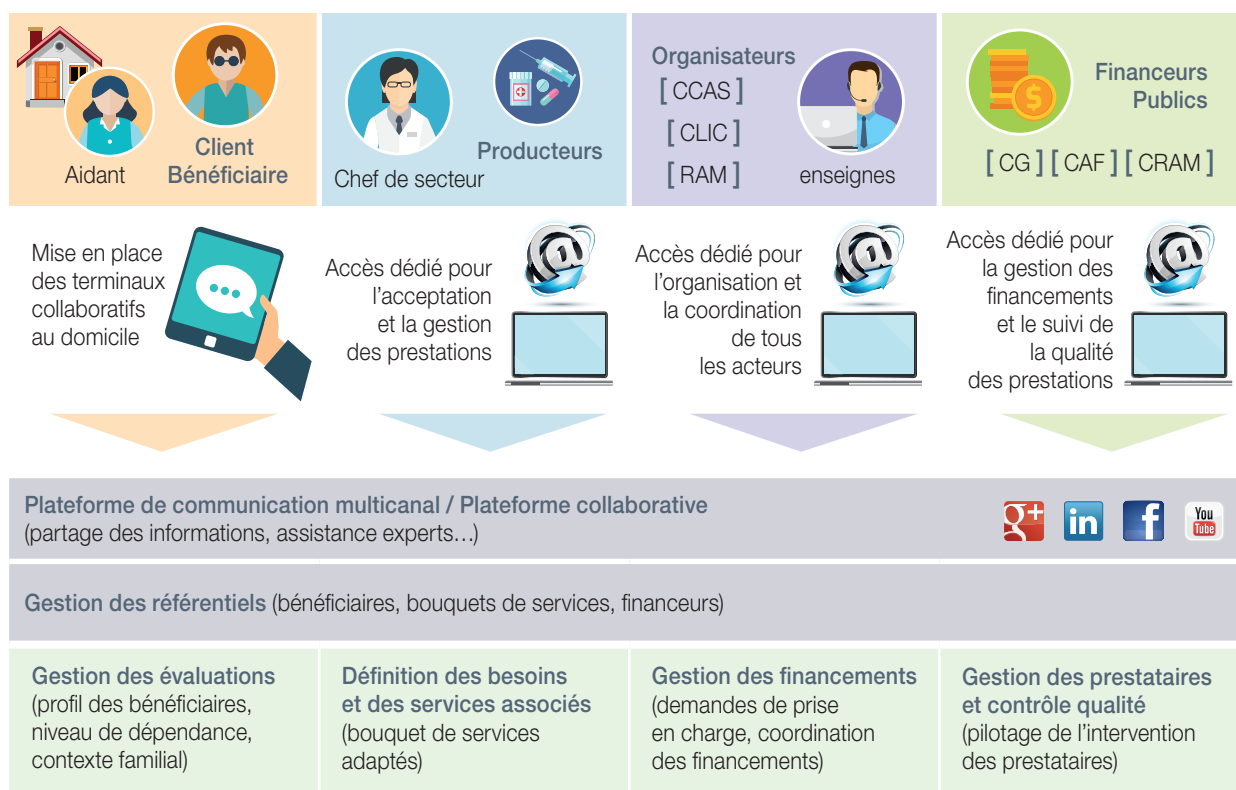 Aidant
Client
Bénéficiaire
Chef de secteur
Producteurs
Organisateurs
[ CCAS ]
[ CLIC ]
[ RAM ]
enseignes
Financeurs
Publics
[ CG ] [ CAF ] [ CRAM ]
$
Mise en place
des terminaux
collaboratifs
au domicile
Accès dédié pour
l'acceptation
et la gestion
des prestations
@
Accès dédié pour
l'organisation et
la coordination
de tous
les acteurs
@
Accès dédié pour
la gestion des
financements
et le suivi de
la qualité
des prestations
@
Plateforme de communication multicanal / Plateforme collaborative
(partage des informations, assistance experts…)
g+
in
f
You
Tube
Gestion des référentiels (bénéficiaires, bouquets de services, financeurs)
Gestion des évaluations
(profil des bénéficiaires,
niveau de dépendance,
contexte familial)
Définition des besoins
et des services associés
(bouquet de services
adaptés)
Gestion des financements
(demandes de prise
en charge, coordination
des financements)
Gestion des prestataires
et contrôle qualité
(pilotage de l'intervention
des prestataires)